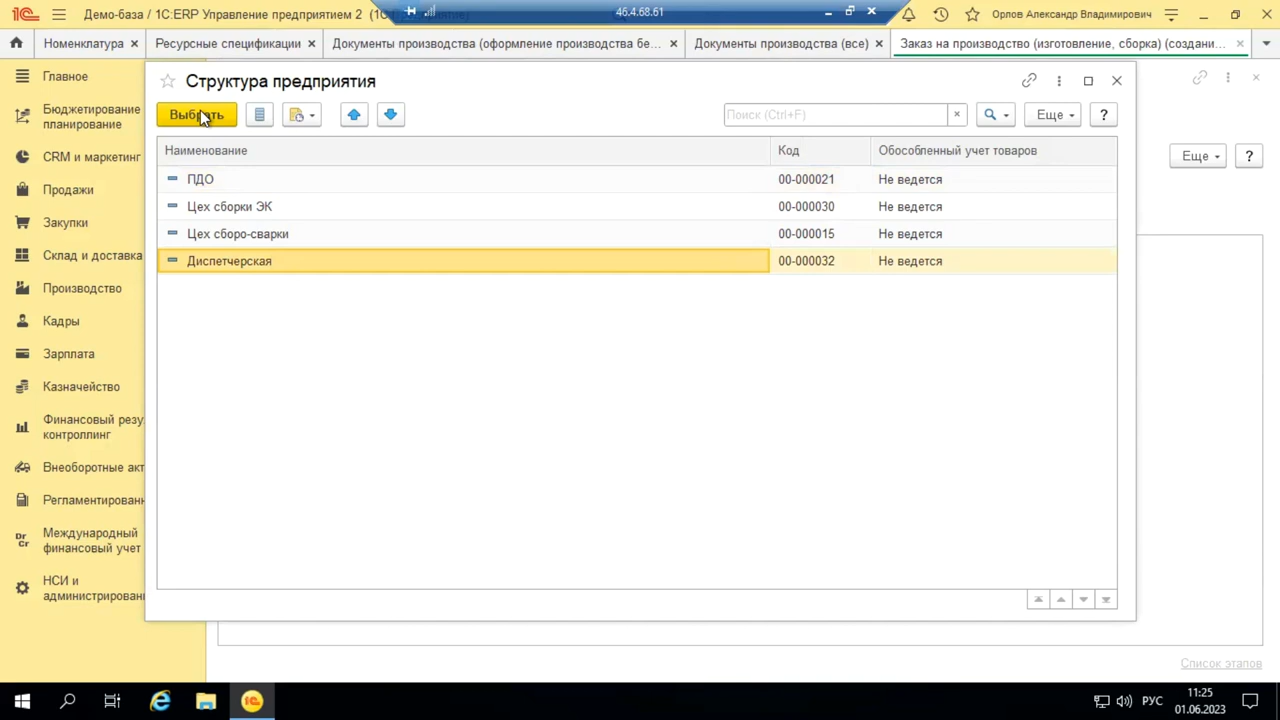 Демо-база / 1С:ERP Управление предприятием 2 (1С:Предприятие)
46.4.68.61
Орлов Александр Владимирович
Номенклатура
Ресурсные спецификации
Документы производства (оформление производства бе...
Документы производства (все)
Заказ на производство (изготовление, сборка) (создани...
Главное
Бюджетирование
планирование
CRM и маркетинг
Продажи
Закупки
Склад и доставка
Производство
Кадры
Зарплата
Казначейство
Финансовый резу
контроллинг
Внеоборотные акт
Регламентирован
Международный
финансовый учет
НСИ и
администрирован
Структура предприятия
Выбрать
Поиск (Ctrl+F)
Еще
?
Наименование Код Обособленный учет товаров
ПДО 00-000021 Не ведется
Цех сборки ЭК 00-000030 Не ведется
Цех сборо-сварки 00-000015 Не ведется
Диспетчерская 00-000032 Не ведется
Еще
?
Список этапов
РУС
11:25
01.06.2023